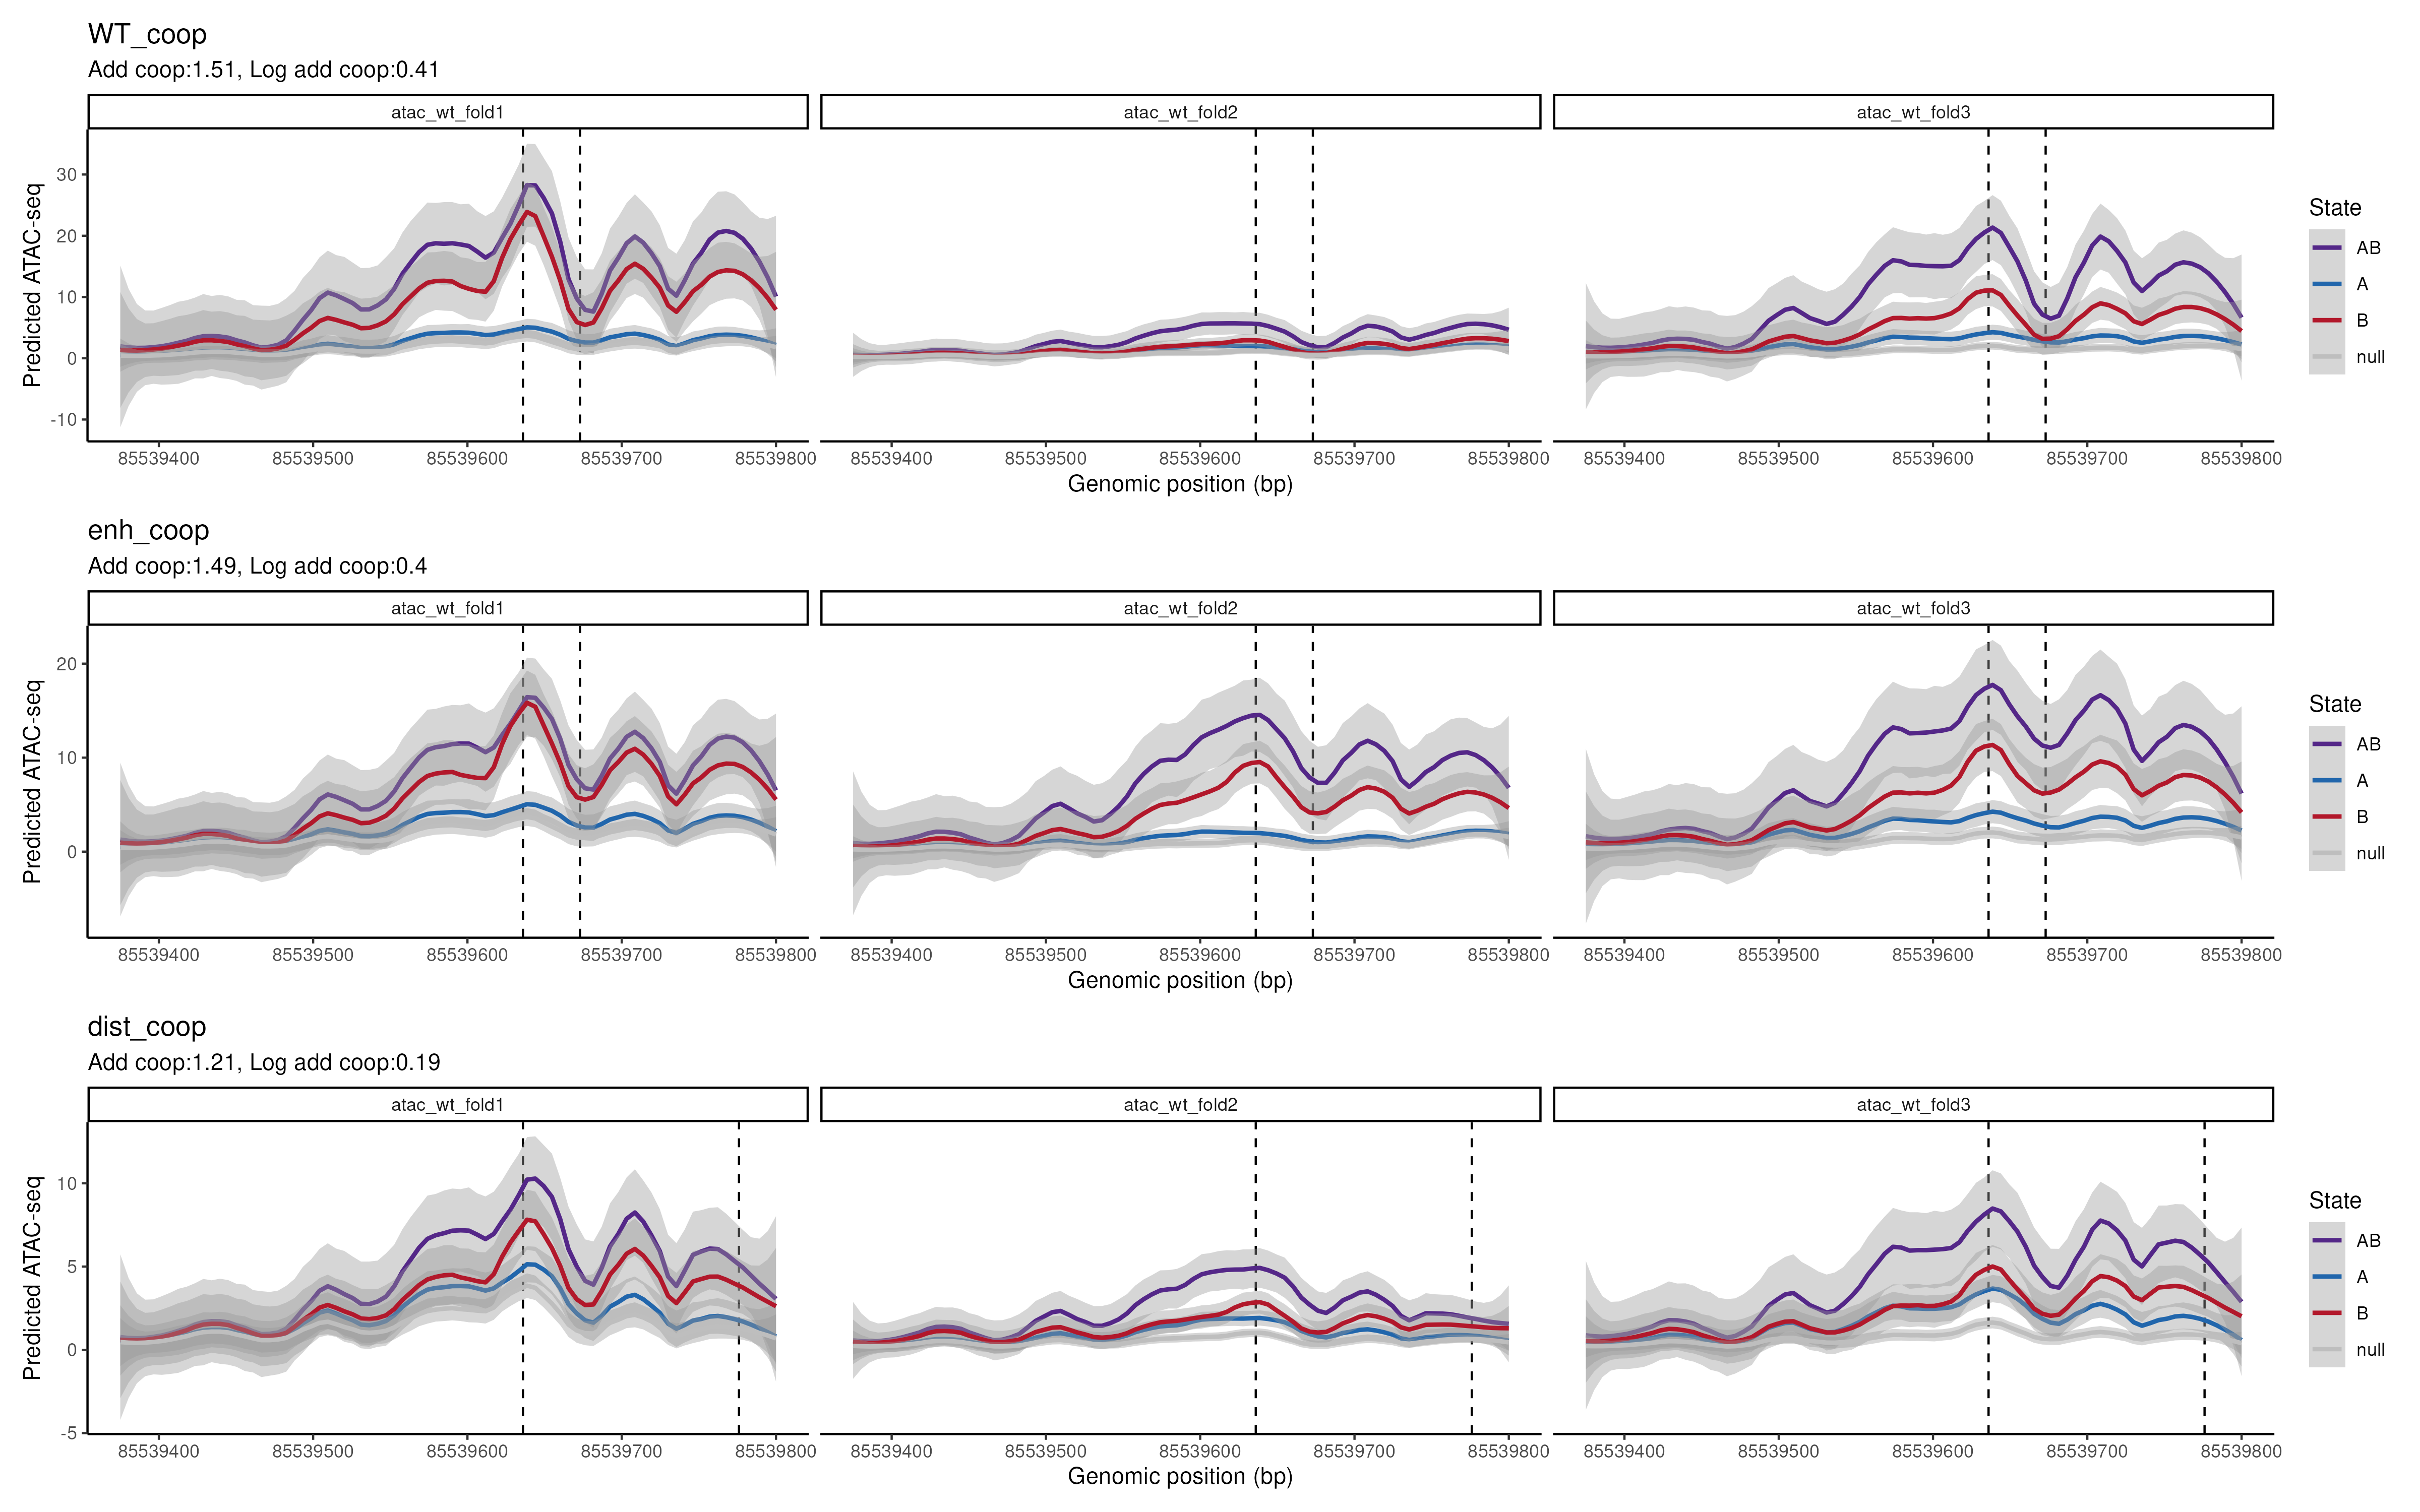 WT_coop
Add coop:1.51, Log add coop:0.41
atac_wt_fold1 atac_wt_fold2 atac_wt_fold3
Predicted ATAC-seq
30
20
10
0
-10
85539400 85539500 85539600 85539700 85539800 85539400 85539500 85539600 85539700 85539800 85539400 85539500 85539600 85539700 85539800
Genomic position (bp)
State
AB
A
B
null
enh_coop
Add coop:1.49, Log add coop:0.4
atac_wt_fold1 atac_wt_fold2 atac_wt_fold3
Predicted ATAC-seq
20
10
0
85539400 85539500 85539600 85539700 85539800 85539400 85539500 85539600 85539700 85539800 85539400 85539500 85539600 85539700 85539800
Genomic position (bp)
State
AB
A
B
null
dist_coop
Add coop:1.21, Log add coop:0.19
atac_wt_fold1 atac_wt_fold2 atac_wt_fold3
Predicted ATAC-seq
10
5
0
-5
85539400 85539500 85539600 85539700 85539800 85539400 85539500 85539600 85539700 85539800 85539400 85539500 85539600 85539700 85539800
Genomic position (bp)
State
AB
A
B
null